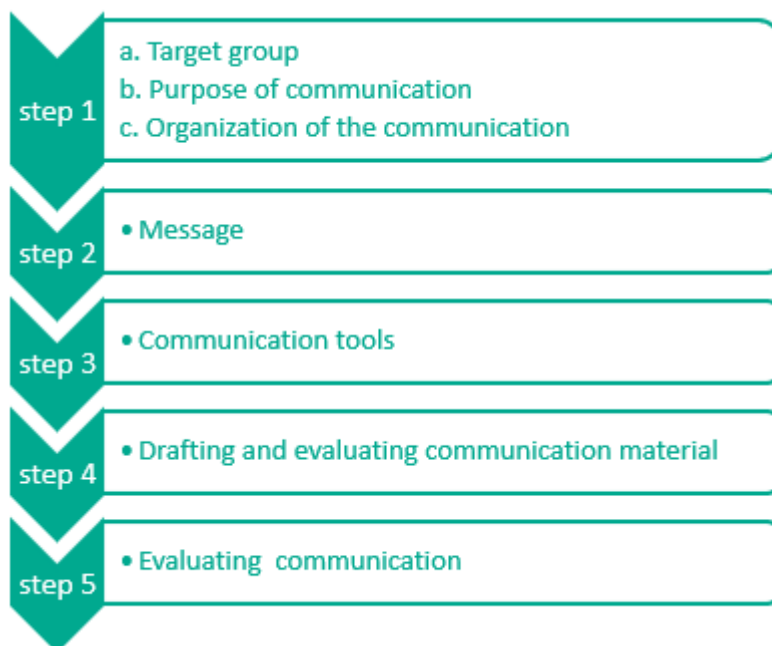 step 1
a. Target group
b. Purpose of communication
c. Organization of the communication
step 2
• Message
step 3
• Communication tools
step 4
• Drafting and evaluating communication material
step 5
• Evaluating  communication